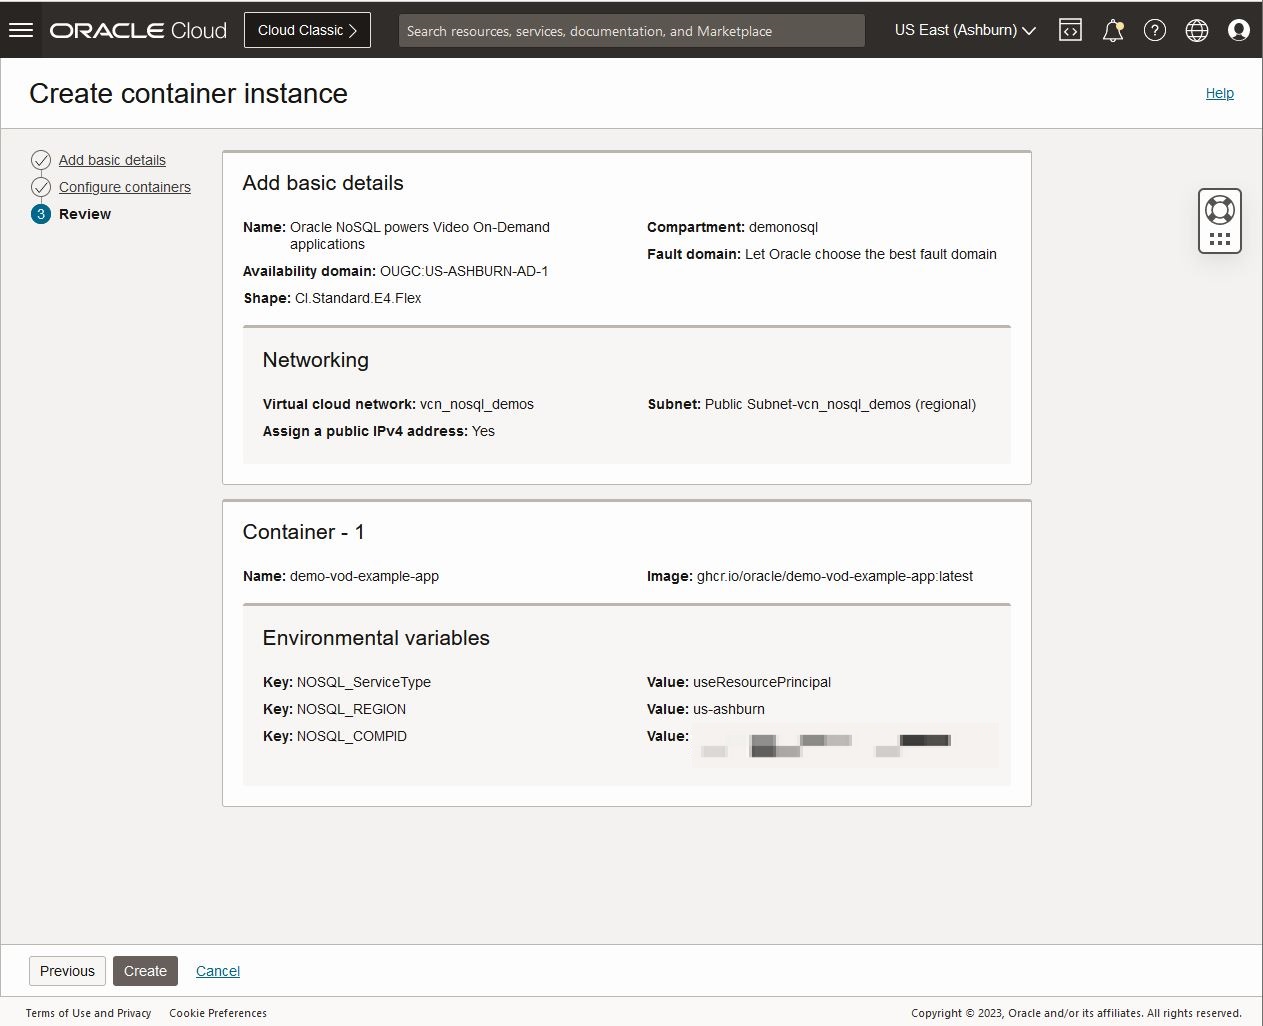 ORACLE Cloud
Cloud Classic
Search resources, services, documentation, and Marketplace
US East (Ashburn)
Create container instance
Help
Add basic details
Configure containers
3 Review
Add basic details
Name: Oracle NoSQL powers Video On-Demand
applications
Availability domain: OUGC:US-ASHBURN-AD-1
Shape: CI.Standard.E4.Flex
Compartment: demonosql
Fault domain: Let Oracle choose the best fault domain
Networking
Virtual cloud network: vcn_nosql_demos
Assign a public IPv4 address: Yes
Subnet: Public Subnet-vcn_nosql_demos (regional)
Container - 1
Name: demo-vod-example-app
Image: ghcr.io/oracle/demo-vod-example-app:latest
Environmental variables
Key: NOSQL_ServiceType
Value: useResourcePrincipal
Key: NOSQL_REGION
Value: us-ashburn
Key: NOSQL_COMPID
Value:
Previous
Create
Cancel
Terms of Use and Privacy
Cookie Preferences
Copyright © 2023, Oracle and/or its affiliates. All rights reserved.